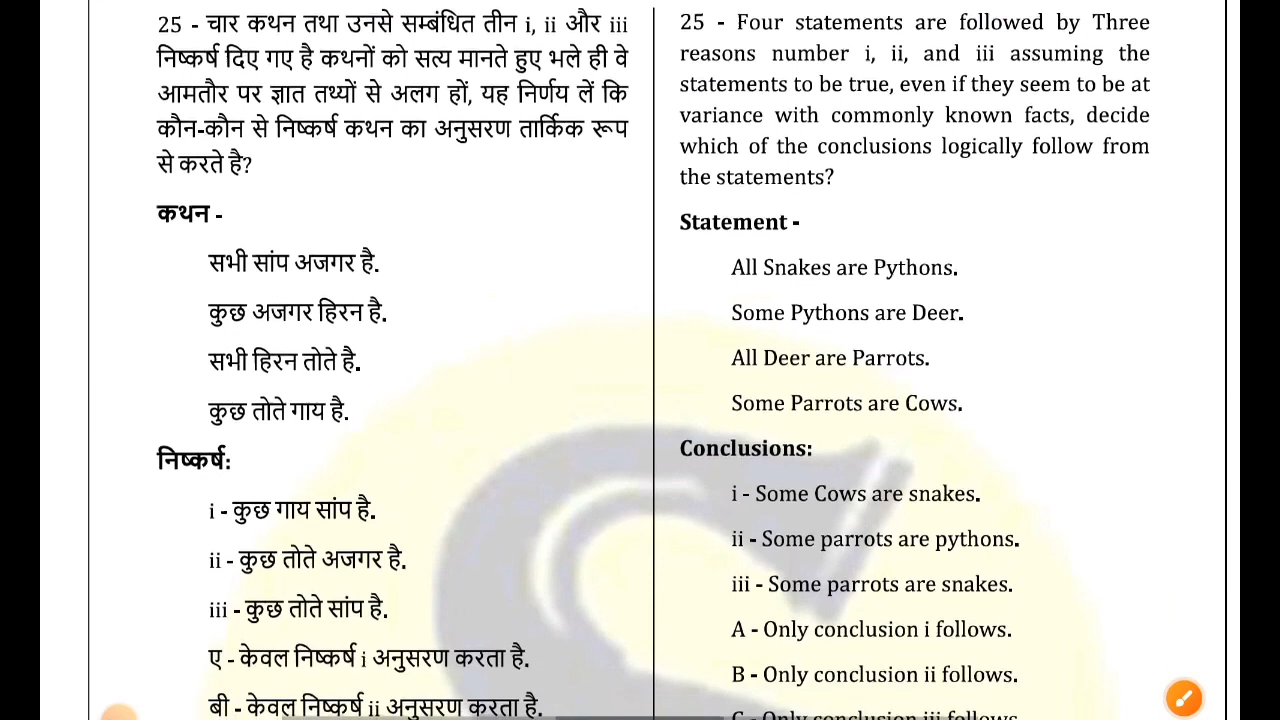 25 - चार कथन तथा उनसे सम्बंधित तीन i, ii और iii
निष्कर्ष दिए गए है कथनों को सत्य मानते हुए भले ही वे
आमतौर पर ज्ञात तथ्यों से अलग हों, यह निर्णय लें कि
कौन-कौन से निष्कर्ष कथन का अनुसरण तार्किक रूप
से करते है?
कथन -
सभी सांप अजगर है.
कुछ अजगर हिरन है.
सभी हिरन तोते है.
कुछ तोते गाय है.
निष्कर्ष:
i - कुछ गाय सांप है.
ii - कुछ तोते अजगर है.
iii - कुछ तोते सांप है.
ए - केवल निष्कर्ष i अनुसरण करता है.
बी - केवल निष्कर्ष ii अनुसरण करता है.
25 - Four statements are followed by Three
reasons number i, ii, and iii assuming the
statements to be true, even if they seem to be at
variance with commonly known facts, decide
which of the conclusions logically follow from
the statements?
Statement -
All Snakes are Pythons.
Some Pythons are Deer.
All Deer are Parrots.
Some Parrots are Cows.
Conclusions:
i - Some Cows are snakes.
ii - Some parrots are pythons.
iii - Some parrots are snakes.
A - Only conclusion i follows.
B - Only conclusion ii follows.
C - Only conclusion iii follows.